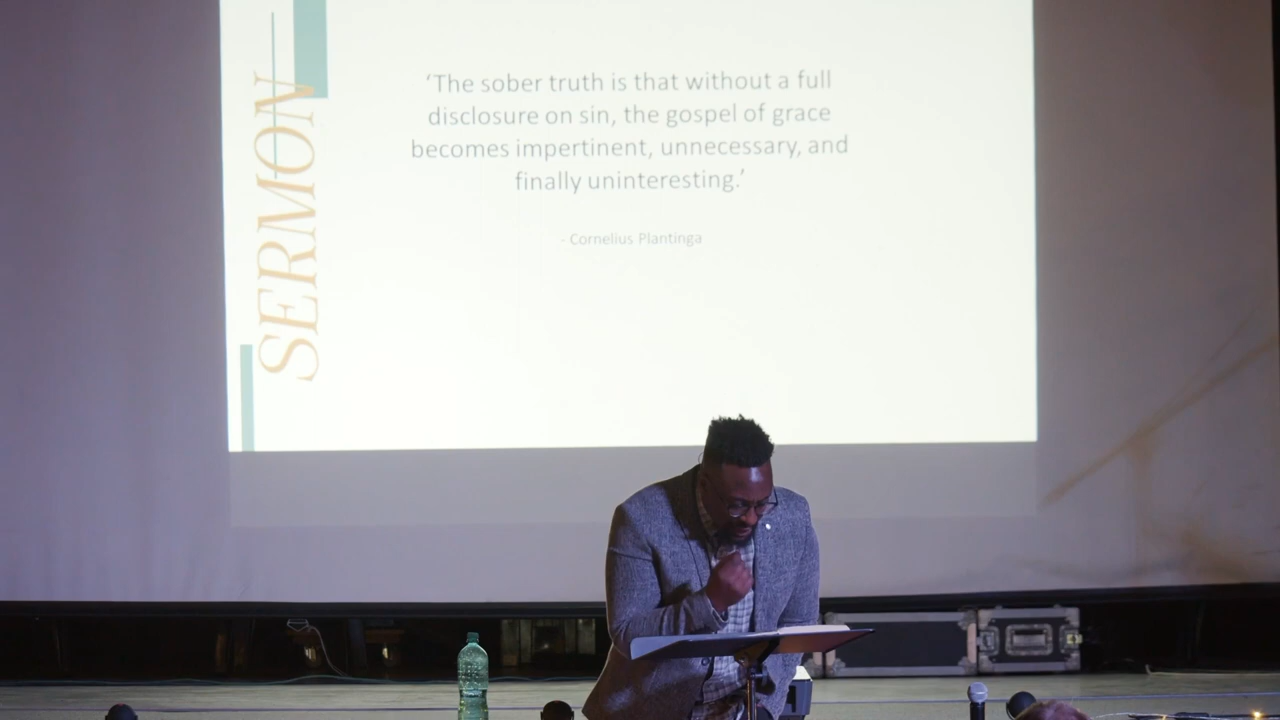 SERMON
‘The sober truth is that without a full
disclosure on sin, the gospel of grace
becomes impertinent, unnecessary, and
finally uninteresting.’
- Cornelius Plantinga